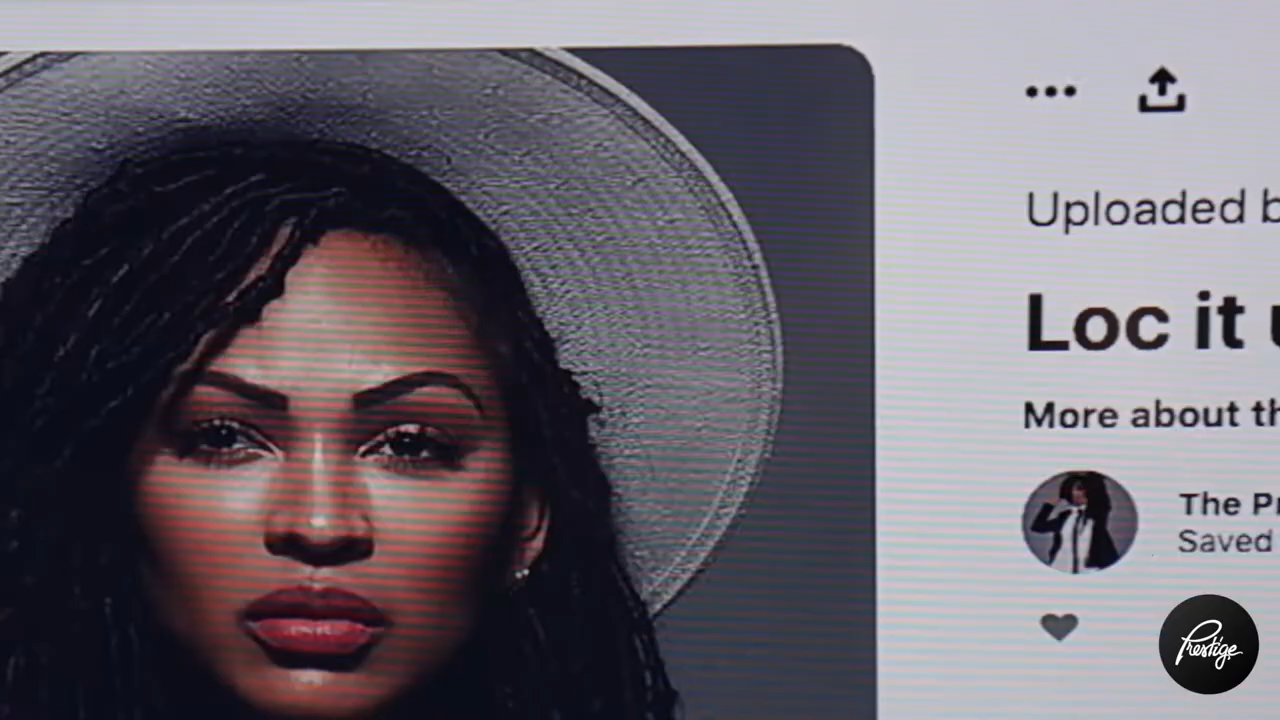 Uploaded b
Loc it u
More about th
The Pr
Saved
Prestige